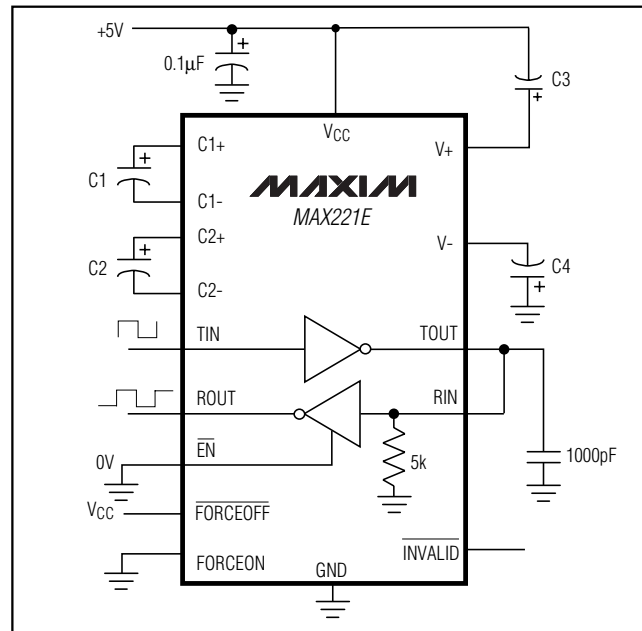 +5V
0.1µF
+
C3
+
VCC
V+
C1+
C1
+
C1-
MAXIM
MAX221E
C2+
C2
+
C2-
V-
C4
+
TIN
TOUT
ROUT
RIN
5k
1000pF
0V
EN
VCC
FORCEOFF
INVALID
FORCEON
GND